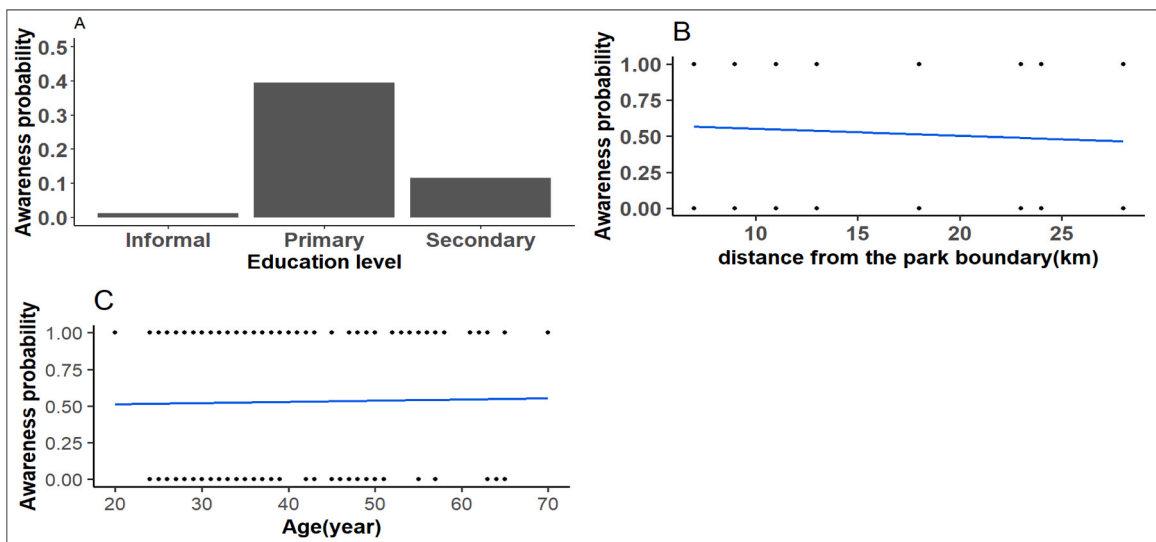 A
Awareness probability
0.5
0.4
0.3
0.2
0.1
0.0
Informal Primary Secondary
Education level
B
Awareness probability
1.00
0.75
0.50
0.25
0.00
10 15 20 25
distance from the park boundary(km)
C
Awareness probability
1.00
0.75
0.50
0.25
0.00
20 30 40 50 60 70
Age(year)